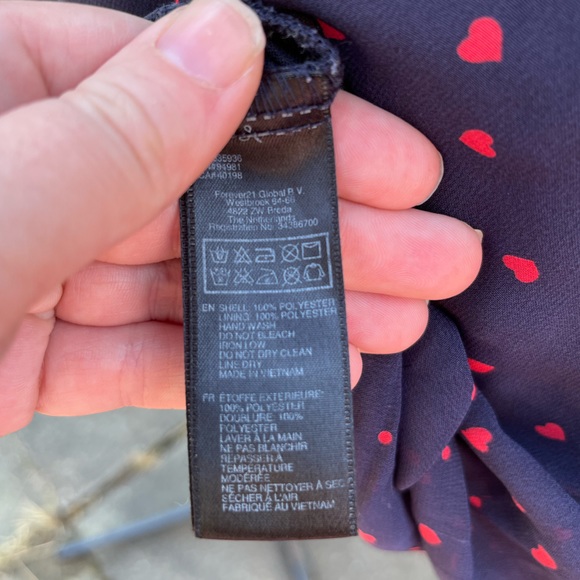 Forever21 Global B.V.
Westbrook 64-66
4822 ZW Breda
The Netherlands
Registration No: 34386700
EN SHELL: 100% POLYESTER
LINING: 100% POLYESTER
HAND WASH
DO NOT BLEACH
IRON LOW
DO NOT DRY CLEAN
LINE DRY
MADE IN VIETNAM
FR ÉTOFFE EXTÉRIEURE:
100% POLYESTER
DOUBLURE: 100%
POLYESTER
LAVER À LA MAIN
NE PAS BLANCHIR
REPASSER À
TEMPÉRATURE
MODÉRÉE
NE PAS NETTOYER À SEC
SÉCHER À L'AIR
FABRIQUÉ AU VIETNAM